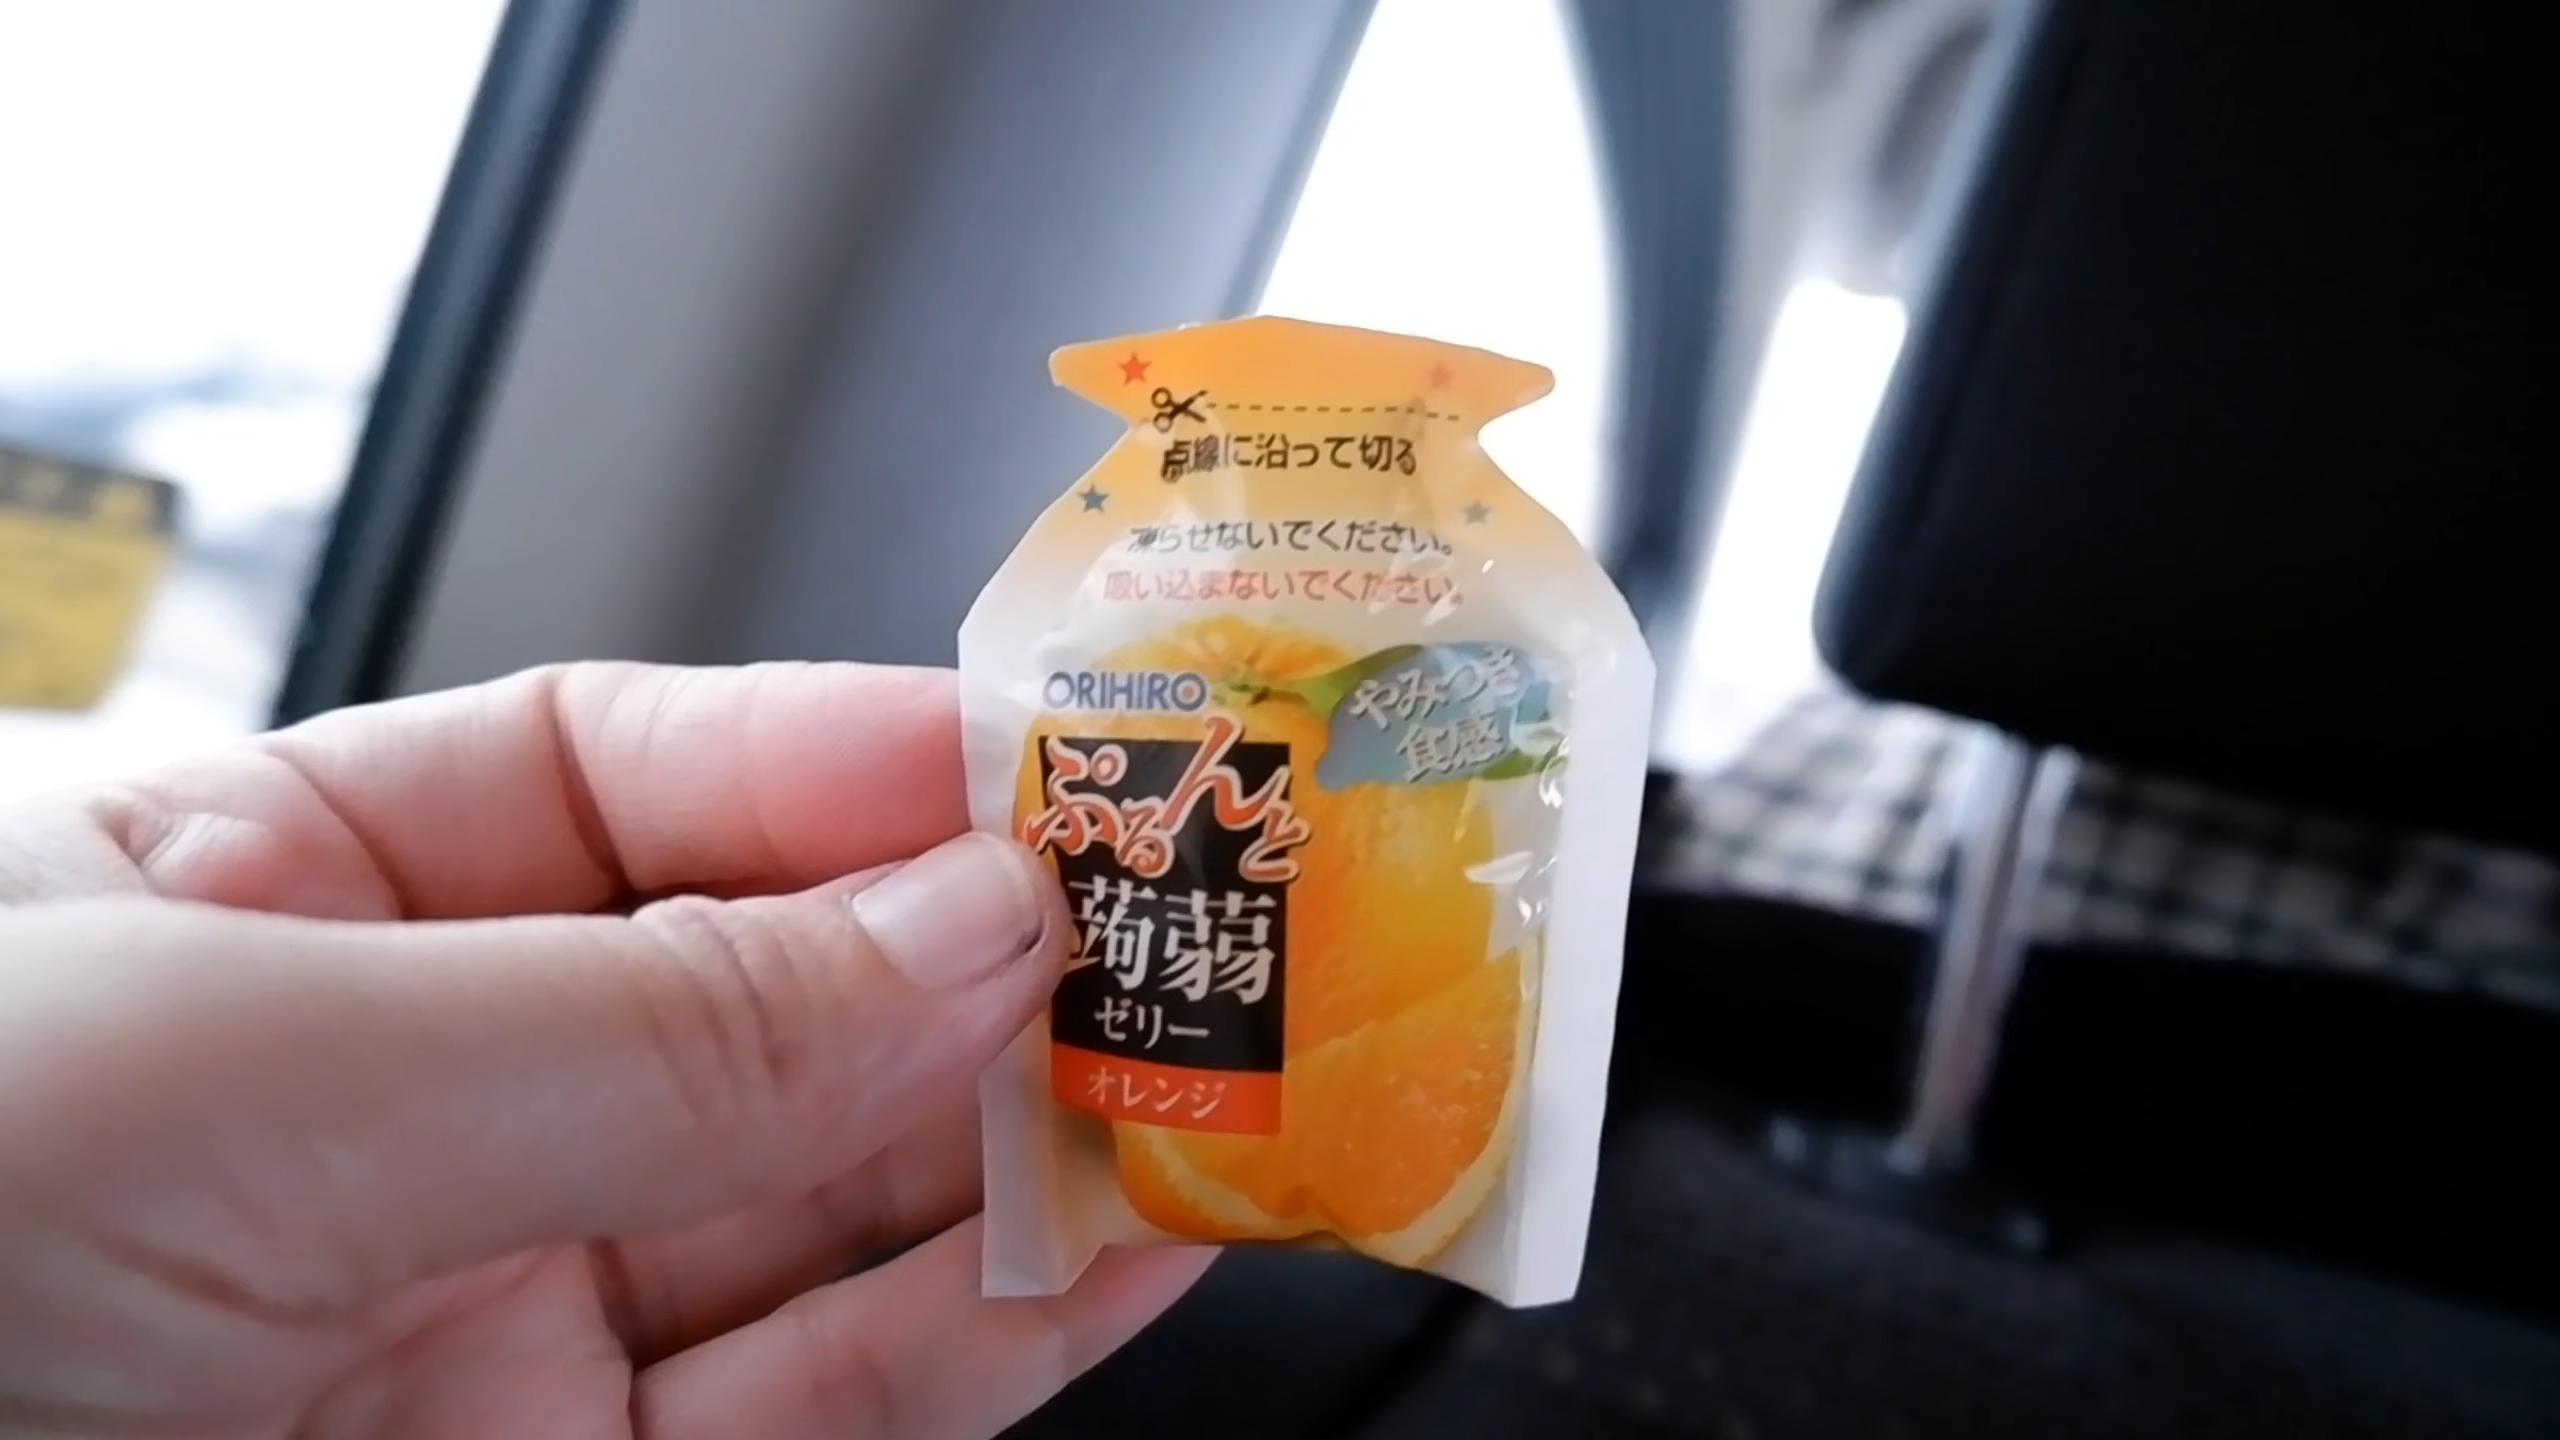 点線に沿って切る
凍らせないでください。
吸い込まないでください。
ORIHIRO
やみつき
食感
ぷるんと
蒟蒻
ゼリー
オレンジ